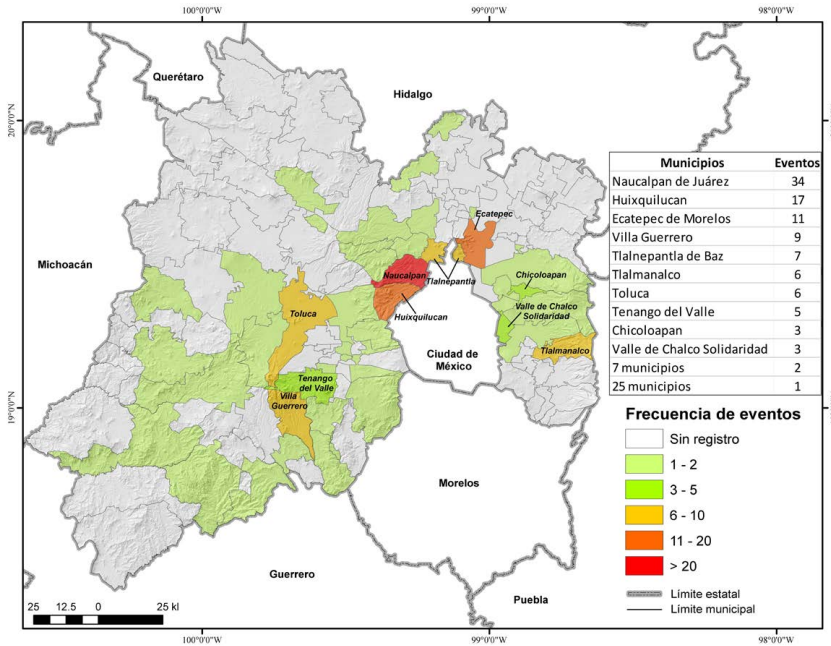 100°0'0"W 99°0'0"W 98°0'0"W
20°0'0"N
19°0'0"N
Querétaro
Hidalgo
Michoacán
Ecatepec
Naucalpan
Tlalnepantla
Chicoloapan
Huixquilucan
Valle de Chalco
Solidaridad
Toluca
Ciudad de
México
Tlalmanalco
Tenango
del Valle
Villa
Guerrero
Morelos
Guerrero
Puebla
Municipios Eventos
Naucalpan de Juárez 34
Huixquilucan 17
Ecatepec de Morelos 11
Villa Guerrero 9
Tlalnepantla de Baz 7
Tlalmanalco 6
Toluca 6
Tenango del Valle 5
Chicoloapan 3
Valle de Chalco Solidaridad 3
7 municipios 2
25 municipios 1
Frecuencia de eventos
Sin registro
1 - 2
3 - 5
6 - 10
11 - 20
> 20
Límite estatal
Límite municipal
25 12.5 0 25 kl
100°0'0"W 99°0'0"W 98°0'0"W